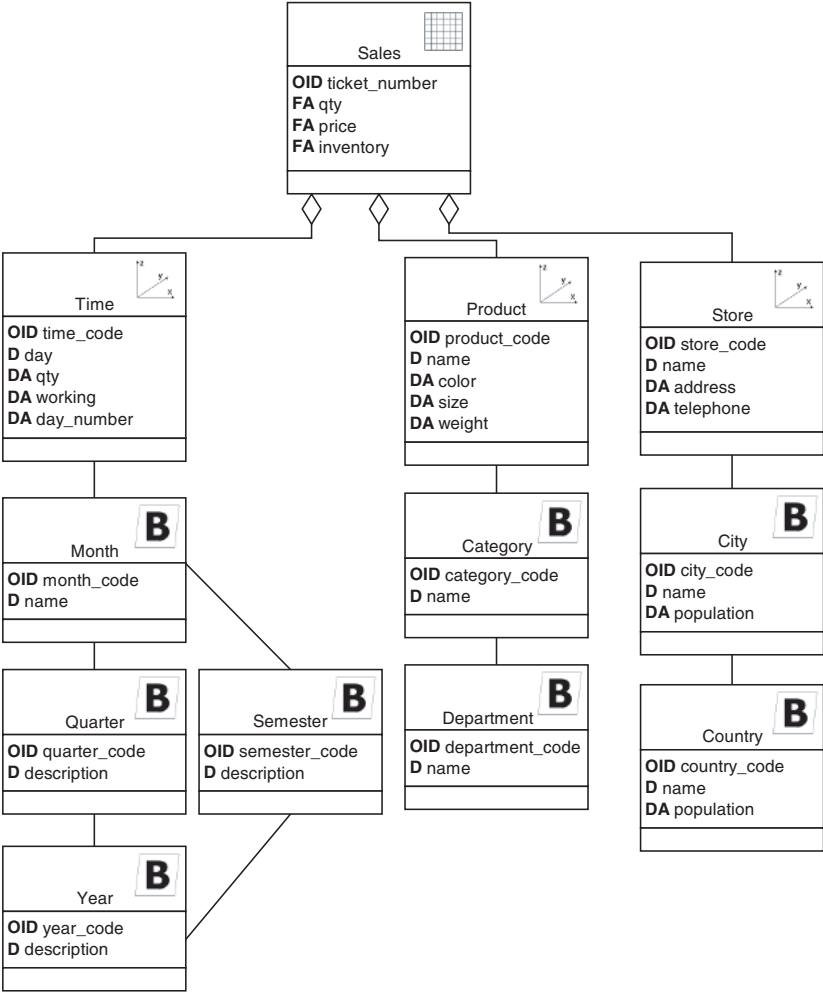 Sales
OID ticket_number
FA qty
FA price
FA inventory
Time
OID time_code
D day
DA qty
DA working
DA day_number
Product
OID product_code
D name
DA color
DA size
DA weight
Store
OID store_code
D name
DA address
DA telephone
B
Month
OID month_code
D name
B
Category
OID category_code
D name
B
City
OID city_code
D name
DA population
B
Quarter
OID quarter_code
D description
B
Semester
OID semester_code
D description
B
Department
OID department_code
D name
B
Country
OID country_code
D name
DA population
B
Year
OID year_code
D description
z
y
x
z
y
x
z
y
x